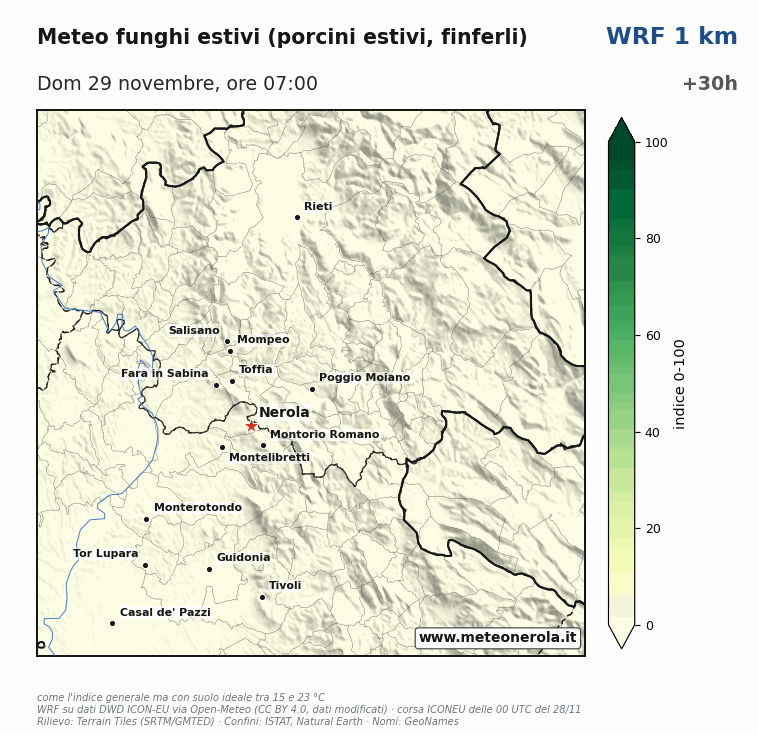 Meteo funghi estivi (porcini estivi, finferli)
WRF 1 km
Dom 29 novembre, ore 07:00
+30h
Rieti
Salisano
Mompeo
Fara in Sabina
Toffia
Poggio Moiano
Nerola
Montorio Romano
Montelibretti
Monterotondo
Tor Lupara
Guidonia
Tivoli
Casal de' Pazzi
www.meteonerola.it
100
80
60
40
20
0
indice 0-100
come l'indice generale ma con suolo ideale tra 15 e 23 °C
WRF su dati DWD ICON-EU via Open-Meteo (CC BY 4.0, dati modificati) · corsa ICONEU delle 00 UTC del 28/11
Rilievo: Terrain Tiles (SRTM/GMTED) · Confini: ISTAT, Natural Earth · Nomi: GeoNames